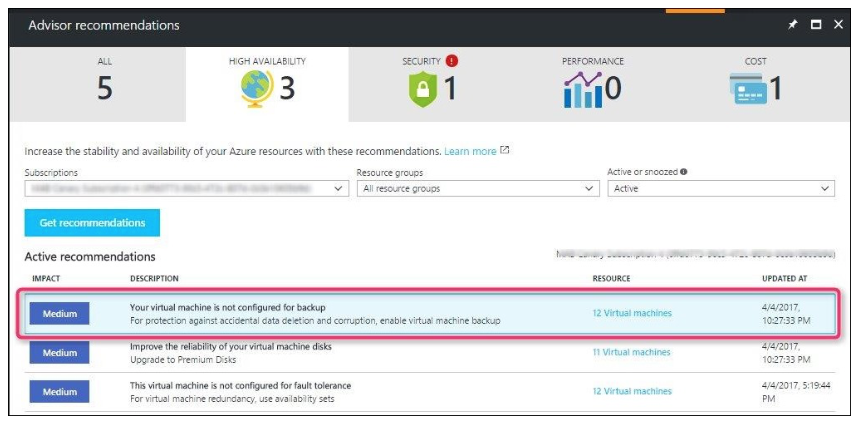 Advisor recommendations
ALL
5
HIGH AVAILABILITY
3
SECURITY
1
PERFORMANCE
0
COST
1
Increase the stability and availability of your Azure resources with these recommendations. Learn more
Subscriptions
Resource groups
All resource groups
Active or snoozed
Active
Get recommendations
Active recommendations
IMPACT DESCRIPTION RESOURCE UPDATED AT
Medium
Your virtual machine is not configured for backup
For protection against accidental data deletion and corruption, enable virtual machine backup
12 Virtual machines
4/4/2017,
10:27:33 PM
Medium
Improve the reliability of your virtual machine disks
Upgrade to Premium Disks
11 Virtual machines
4/4/2017,
10:27:33 PM
Medium
This virtual machine is not configured for fault tolerance
For virtual machine redundancy, use availability sets
12 Virtual machines
4/4/2017, 5:19:44
PM